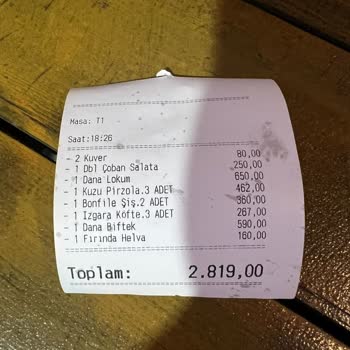 Masa: T1
Saat:18:26
- 2 Kuver 80,00
- 1 Dbl Çoban Salata 250,00
- 1 Dana Lokum 650,00
- 1 Kuzu Pirzola.3 ADET 462,00
- 1 Bonfile Şiş.2 ADET 360,00
- 1 Izgara Köfte.3 ADET 267,00
- 1 Dana Biftek 590,00
- 1 Fırında Helva 160,00
Toplam: 2.819,00